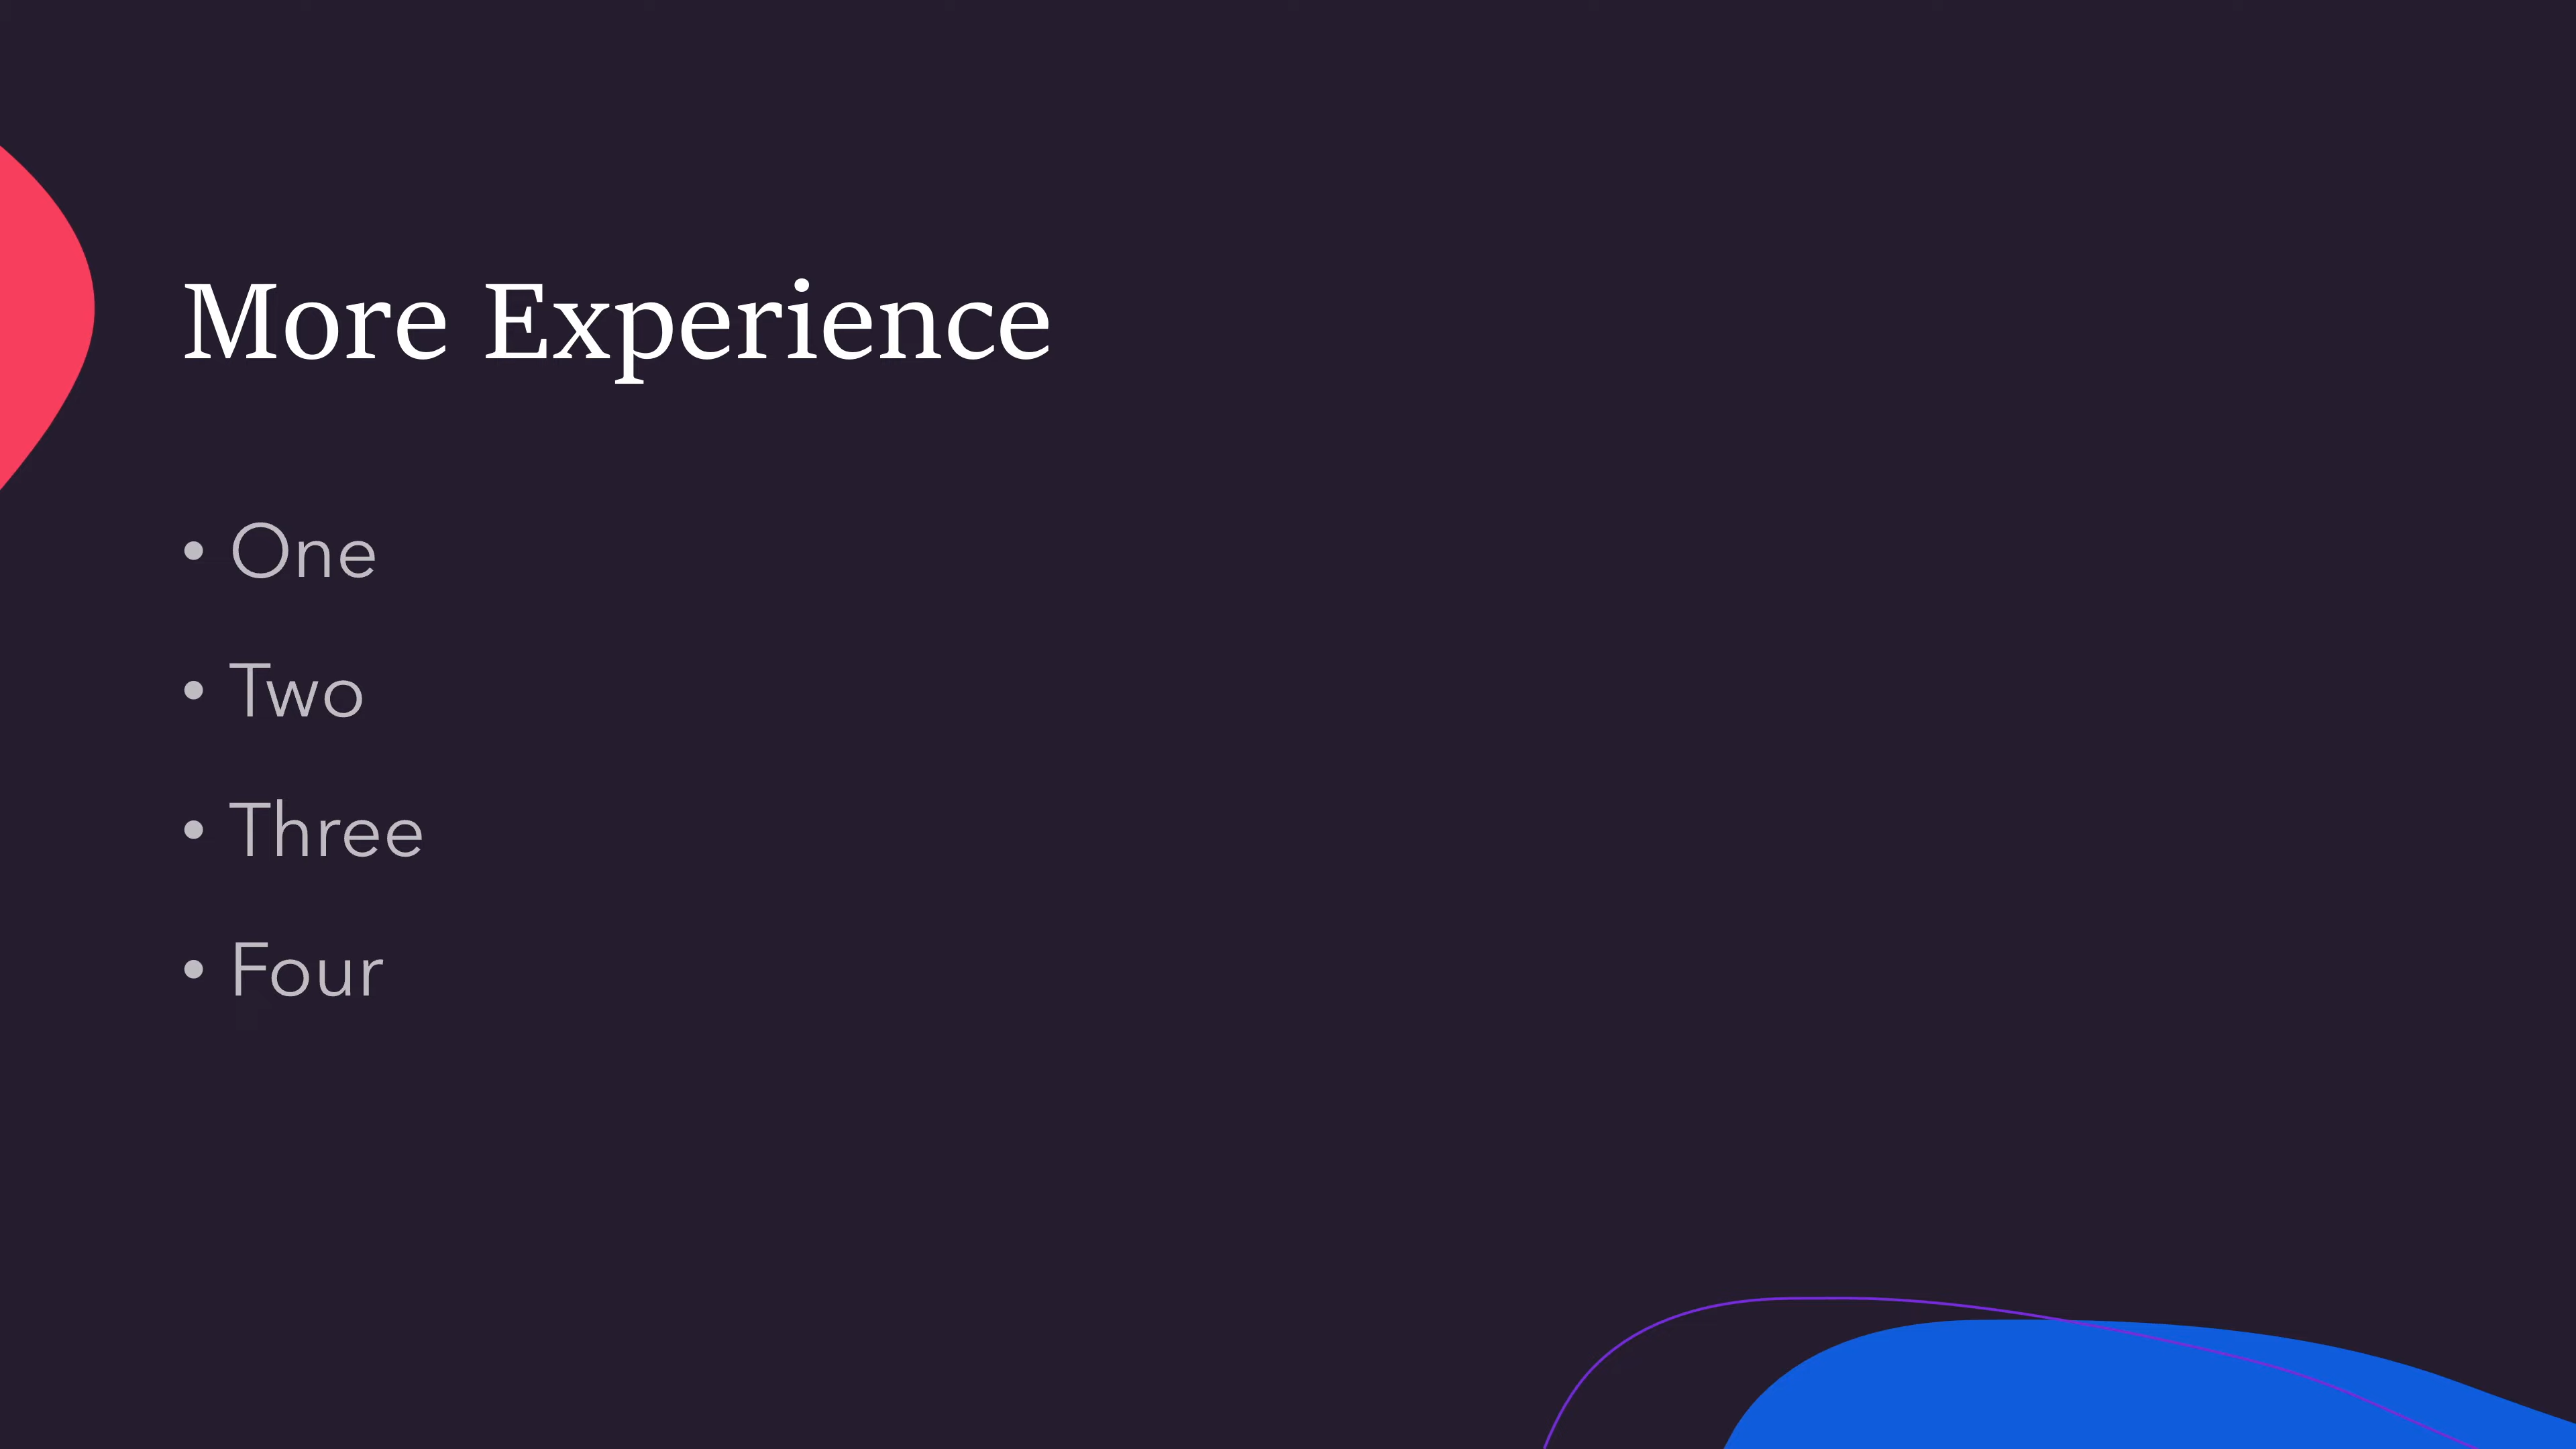 More Experience
• One
• Two
• Three
• Four